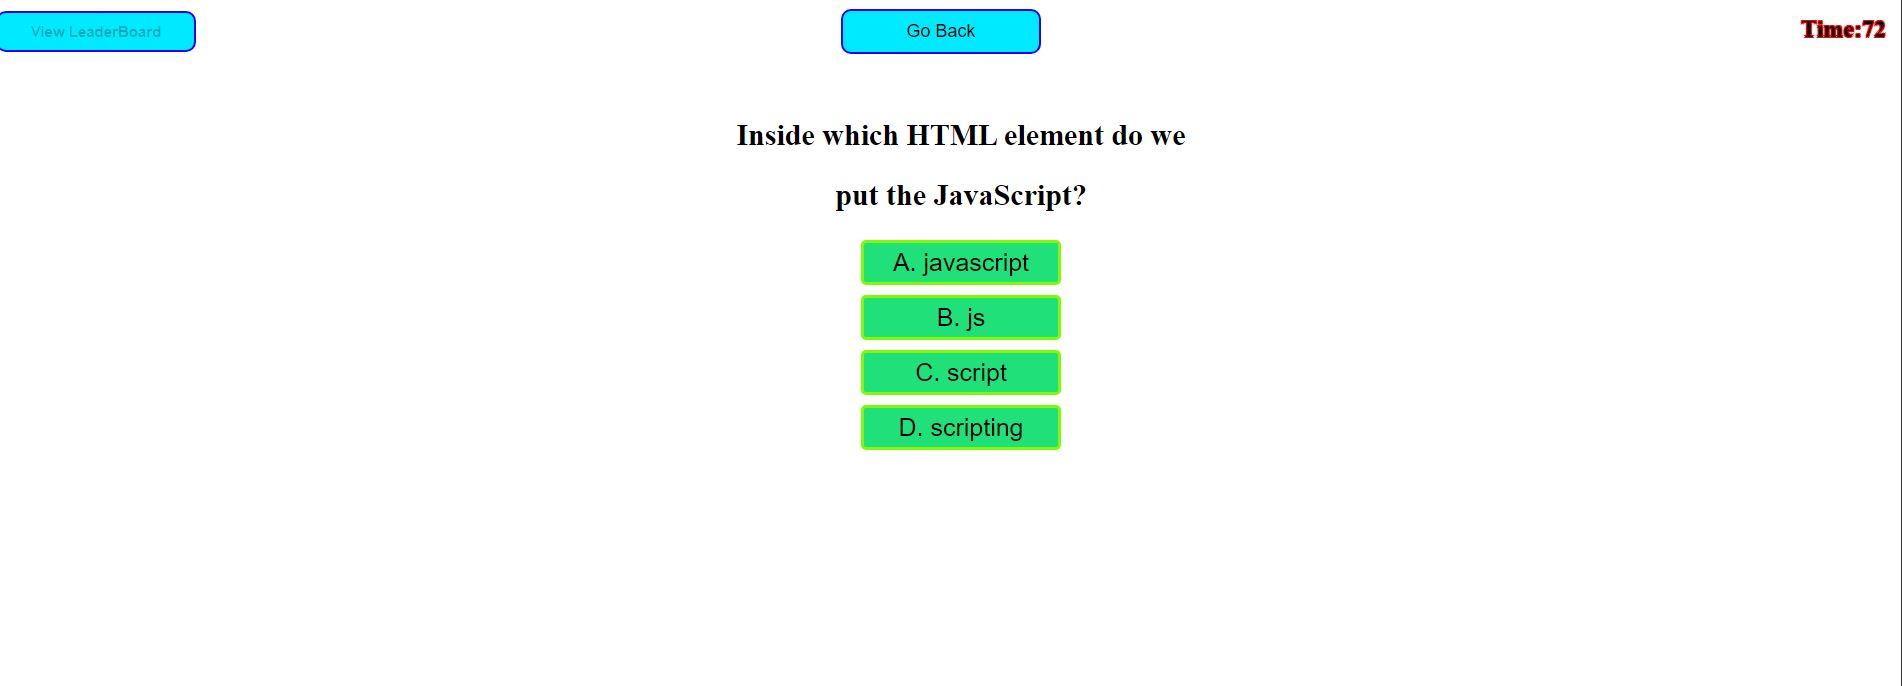 View LeaderBoard
Go Back
Time:72
Inside which HTML element do we
put the JavaScript?
A. javascript
B. js
C. script
D. scripting